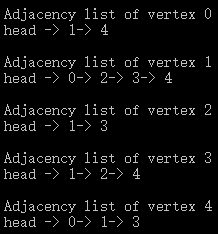 Adjacency list of vertex 0
head -> 1-> 4
Adjacency list of vertex 1
head -> 0-> 2-> 3-> 4
Adjacency list of vertex 2
head -> 1-> 3
Adjacency list of vertex 3
head -> 1-> 2-> 4
Adjacency list of vertex 4
head -> 0-> 1-> 3